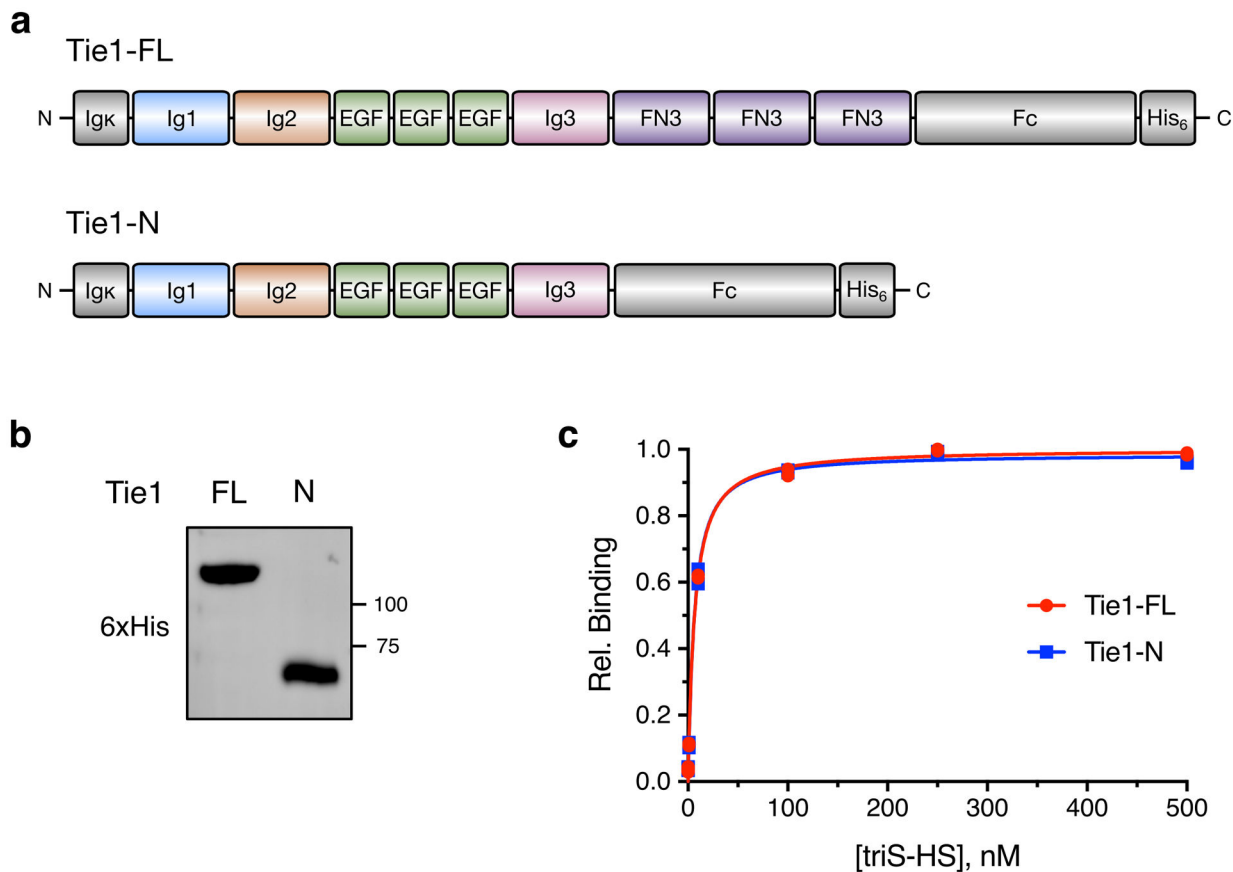 a
Tie1-FL
N Igκ Ig1 Ig2 EGF EGF EGF Ig3 FN3 FN3 FN3 Fc His₆ C
Tie1-N
N Igκ Ig1 Ig2 EGF EGF EGF Ig3 Fc His₆ C
b
Tie1 FL N
6xHis
100
75
c
Rel. Binding
1.0
0.8
0.6
0.4
0.2
0.0
Tie1-FL
Tie1-N
0 100 200 300 400 500
[triS-HS], nM